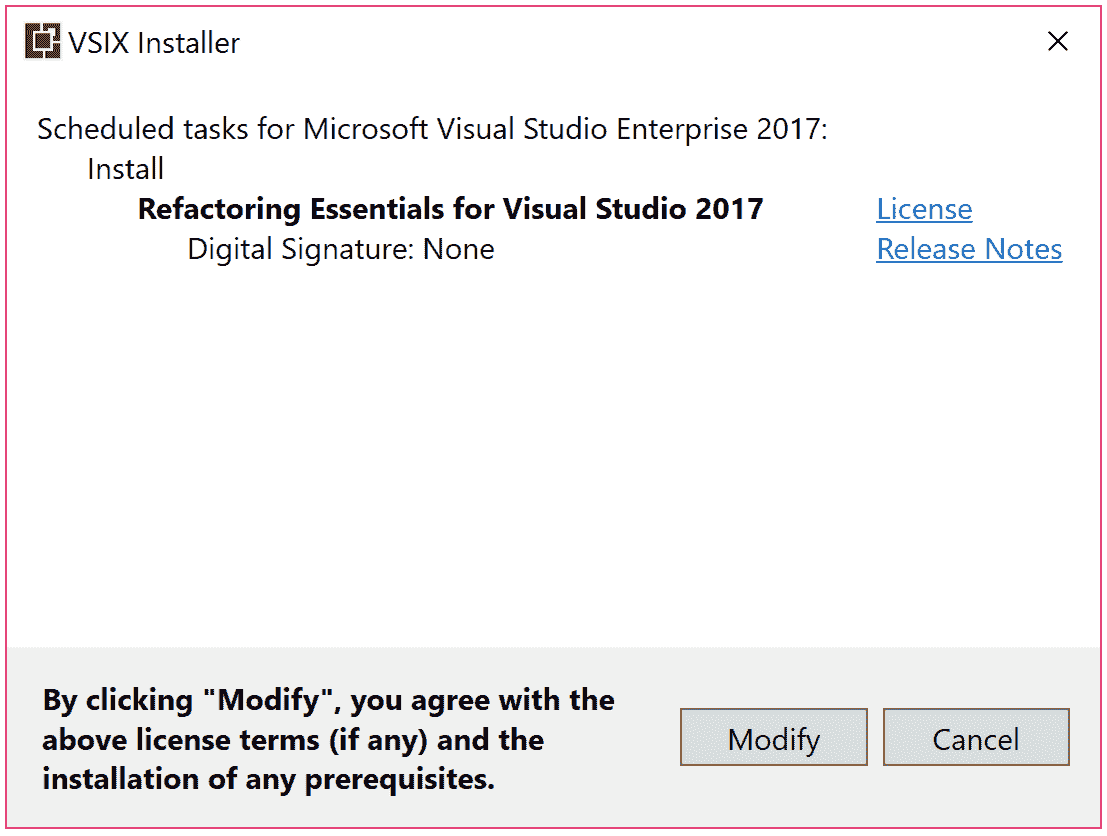 VSIX Installer
Scheduled tasks for Microsoft Visual Studio Enterprise 2017:
Install
Refactoring Essentials for Visual Studio 2017 License
Digital Signature: None Release Notes
By clicking "Modify", you agree with the
above license terms (if any) and the
installation of any prerequisites.
Modify Cancel